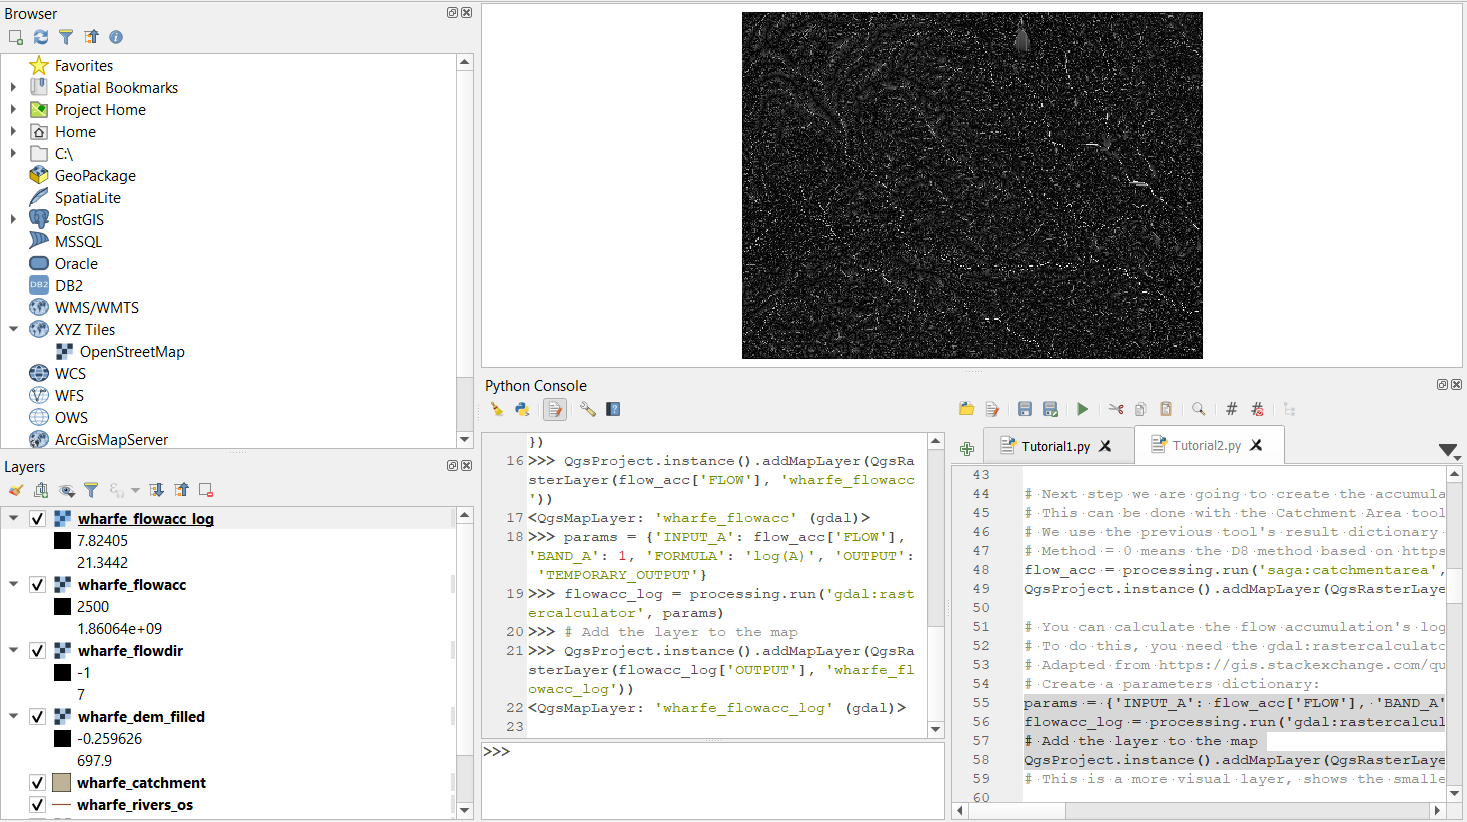 Browser
Favorites
Spatial Bookmarks
Project Home
Home
C:\
GeoPackage
SpatiaLite
PostGIS
MSSQL
Oracle
DB2
DB2
WMS/WMTS
XYZ Tiles
OpenStreetMap
WCS
WFS
OWS
ArcGisMapServer
Layers
wharfe_flowacc_log
7.82405
21.3442
wharfe_flowacc
2500
1.86064e+09
wharfe_flowdir
-1
7
wharfe_dem_filled
-0.259626
697.9
wharfe_catchment
wharfe_rivers_os
Python Console
})
16 >>> QgsProject.instance().addMapLayer(QgsRa
sterLayer(flow_acc['FLOW'], 'wharfe_flowacc
'))
17 <QgsMapLayer: 'wharfe_flowacc' (gdal)>
18 >>> params = {'INPUT_A': flow_acc['FLOW'],
'BAND_A': 1, 'FORMULA': 'log(A)', 'OUTPUT':
'TEMPORARY_OUTPUT'}
19 >>> flowacc_log = processing.run('gdal:rast
ercalculator', params)
20 >>> # Add the layer to the map
21 >>> QgsProject.instance().addMapLayer(QgsRa
sterLayer(flowacc_log['OUTPUT'], 'wharfe_fl
owacc_log'))
22 <QgsMapLayer: 'wharfe_flowacc_log' (gdal)>
23
>>>
Tutorial1.py
Tutorial2.py
43
44 # Next step we are going to create the accumula
45 # This can be done with the Catchment Area tool
46 # We use the previous tool's result dictionary
47 # Method = 0 means the D8 method based on https
48 flow_acc = processing.run('saga:catchmentarea',
49 QgsProject.instance().addMapLayer(QgsRasterLaye
50
51 # You can calculate the flow accumulation's log
52 # To do this, you need the gdal:rastercalculato
53 # Adapted from https://gis.stackexchange.com/qu
54 # Create a parameters dictionary:
55 params = {'INPUT_A': flow_acc['FLOW'], 'BAND_A'
56 flowacc_log = processing.run('gdal:rastercalcul
57 # Add the layer to the map
58 QgsProject.instance().addMapLayer(QgsRasterLaye
59 # This is a more visual layer, shows the smalle
60